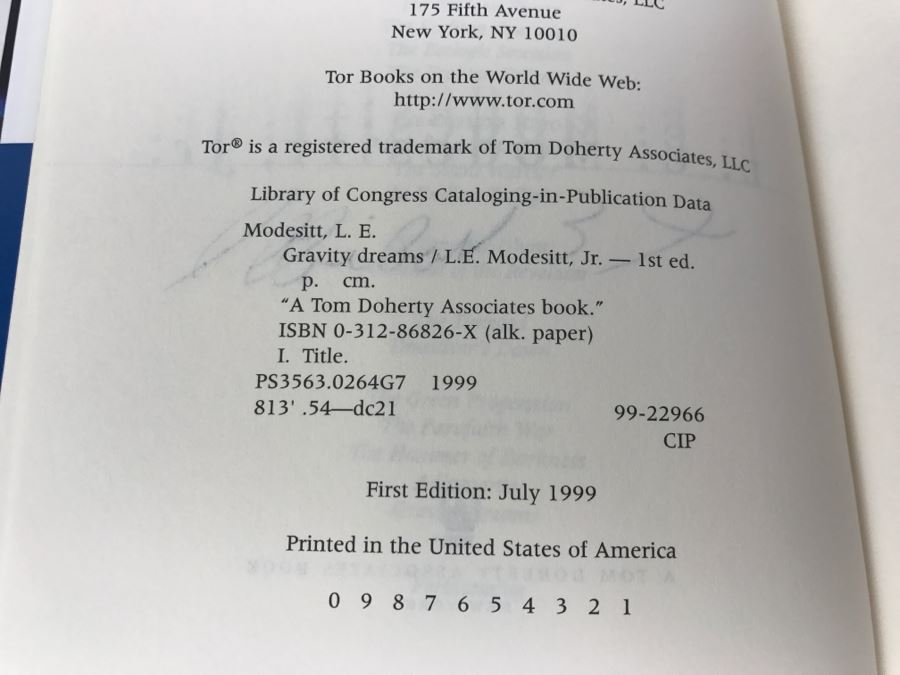 LLC
175 Fifth Avenue
New York, NY 10010
Tor Books on the World Wide Web:
http://www.tor.com
Tor® is a registered trademark of Tom Doherty Associates, LLC
Library of Congress Cataloging-in-Publication Data
Modesitt, L. E.
Gravity dreams / L.E. Modesitt, Jr. — 1st ed.
p. cm.
"A Tom Doherty Associates book."
ISBN 0-312-86826-X (alk. paper)
I. Title.
PS3563.0264G7 1999
813' .54—dc21 99-22966
CIP
First Edition: July 1999
Printed in the United States of America
0 9 8 7 6 5 4 3 2 1